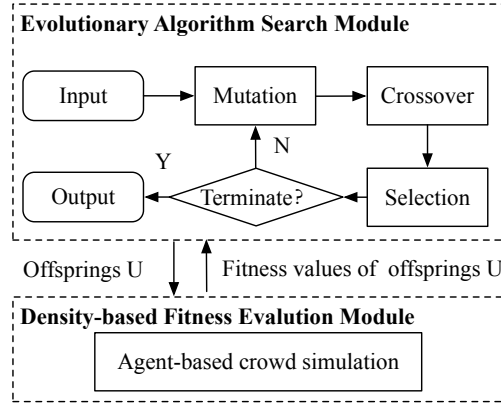 Evolutionary Algorithm Search Module
Input
Mutation
Crossover
Y
N
Output
Terminate?
Selection
Offsprings U
Fitness values of offsprings U
Density-based Fitness Evalution Module
Agent-based crowd simulation